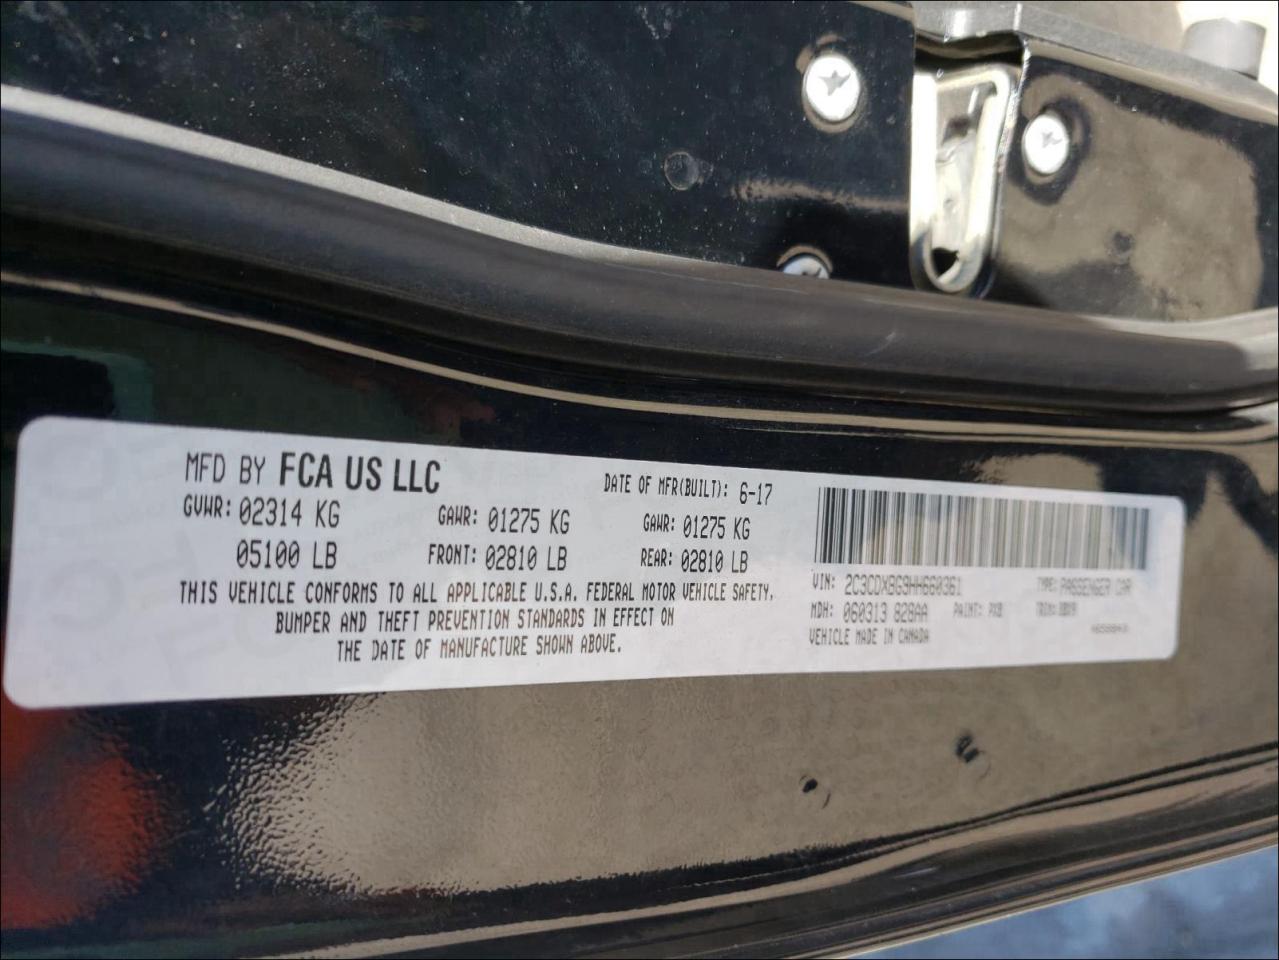 MFD BY FCA US LLC
DATE OF MFR(BUILT): 6-17
GVWR: 02314 KG
GAWR: 01275 KG
GAWR: 01275 KG
05100 LB
FRONT: 02810 LB
REAR: 02810 LB
THIS VEHICLE CONFORMS TO ALL APPLICABLE U.S.A. FEDERAL MOTOR VEHICLE SAFETY,
BUMPER AND THEFT PREVENTION STANDARDS IN EFFECT ON
THE DATE OF MANUFACTURE SHOWN ABOVE.
VIN: 2C3CDXBG9HH660361
TYPE: PASSENGER CAR
MDH: 060313 828AA
PAINT: PXB
TRIM:
VEHICLE MADE IN CANADA